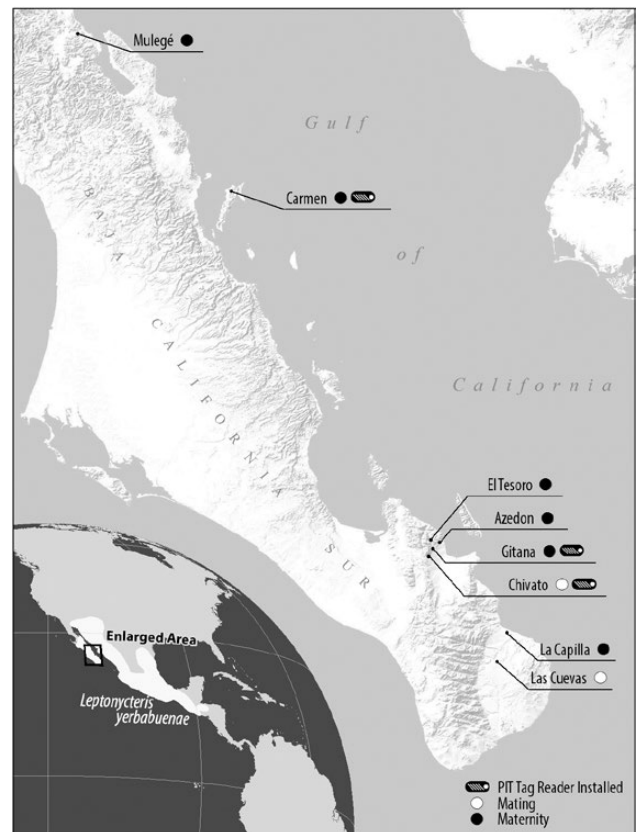 Mulegé
Gulf
Carmen
of
BAJA CALIFORNIA SUR
California
El Tesoro
Azedon
Gitana
Chivato
La Capilla
Las Cuevas
Enlarged Area
Leptonycteris
yerbabuenae
PIT Tag Reader Installed
Mating
Maternity